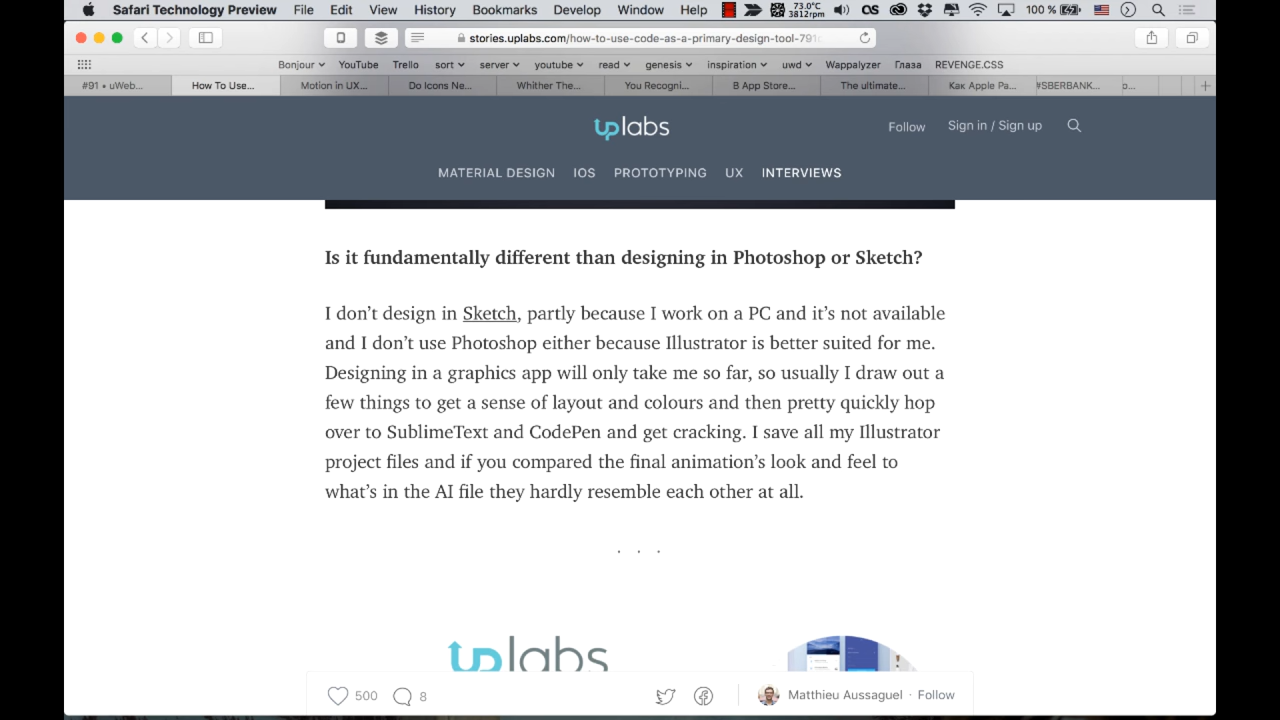 Safari Technology Preview File Edit View History Bookmarks Develop Window Help 73.0°C 3812rpm 100 %
stories.uplabs.com/how-to-use-code-as-a-primary-design-tool-791
Bonjour YouTube Trello sort server youtube read genesis inspiration uwd Wappalyzer Глаза REVENGE.CSS
#91 • uWeb... How To Use... Motion in UX... Do Icons Ne... Whither The... You Recogni... В App Store... The ultimate... Как Apple Pa... #SBERBANK... о...
uplabs
Follow Sign in / Sign up
MATERIAL DESIGN IOS PROTOTYPING UX INTERVIEWS
Is it fundamentally different than designing in Photoshop or Sketch?
I don’t design in Sketch, partly because I work on a PC and it’s not available
and I don’t use Photoshop either because Illustrator is better suited for me.
Designing in a graphics app will only take me so far, so usually I draw out a
few things to get a sense of layout and colours and then pretty quickly hop
over to SublimeText and CodePen and get cracking. I save all my Illustrator
project files and if you compared the final animation’s look and feel to
what’s in the AI file they hardly resemble each other at all.
. . .
uplabs
500 8 Matthieu Aussaguel · Follow